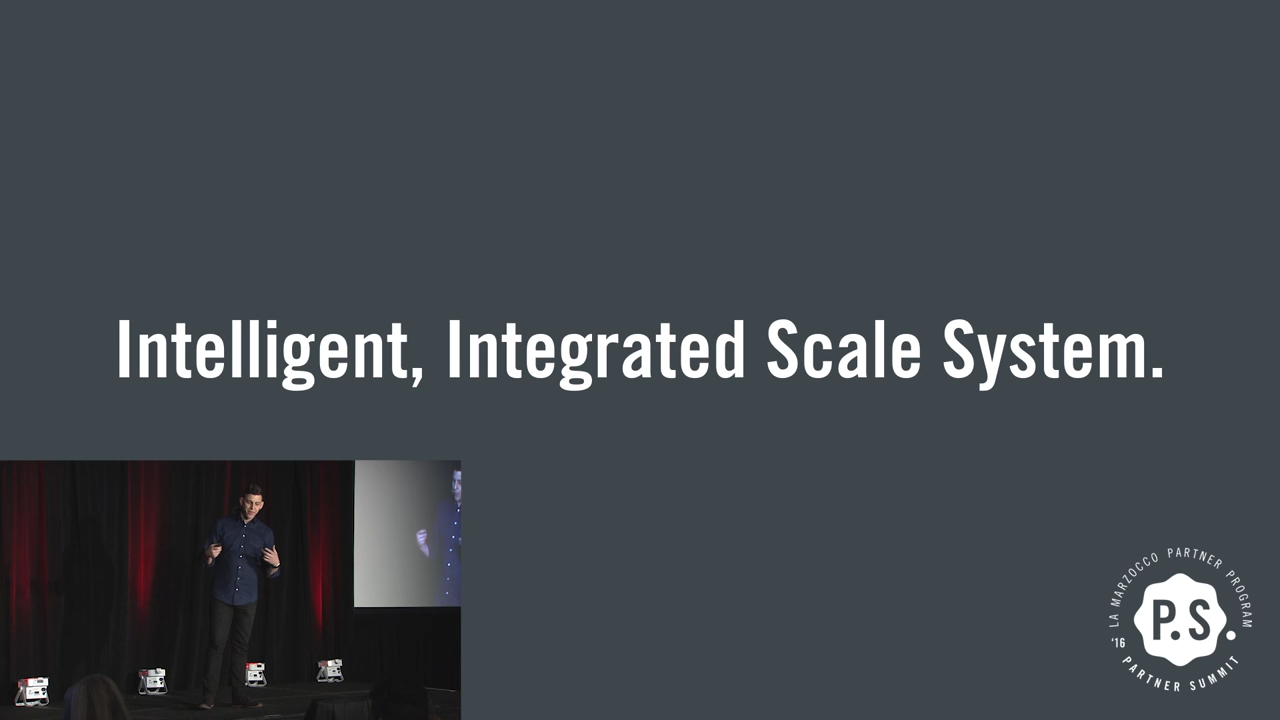 Intelligent, Integrated Scale System.
LA MARZOCCO PARTNER PROGRAM
P.S.
'16
PARTNER SUMMIT